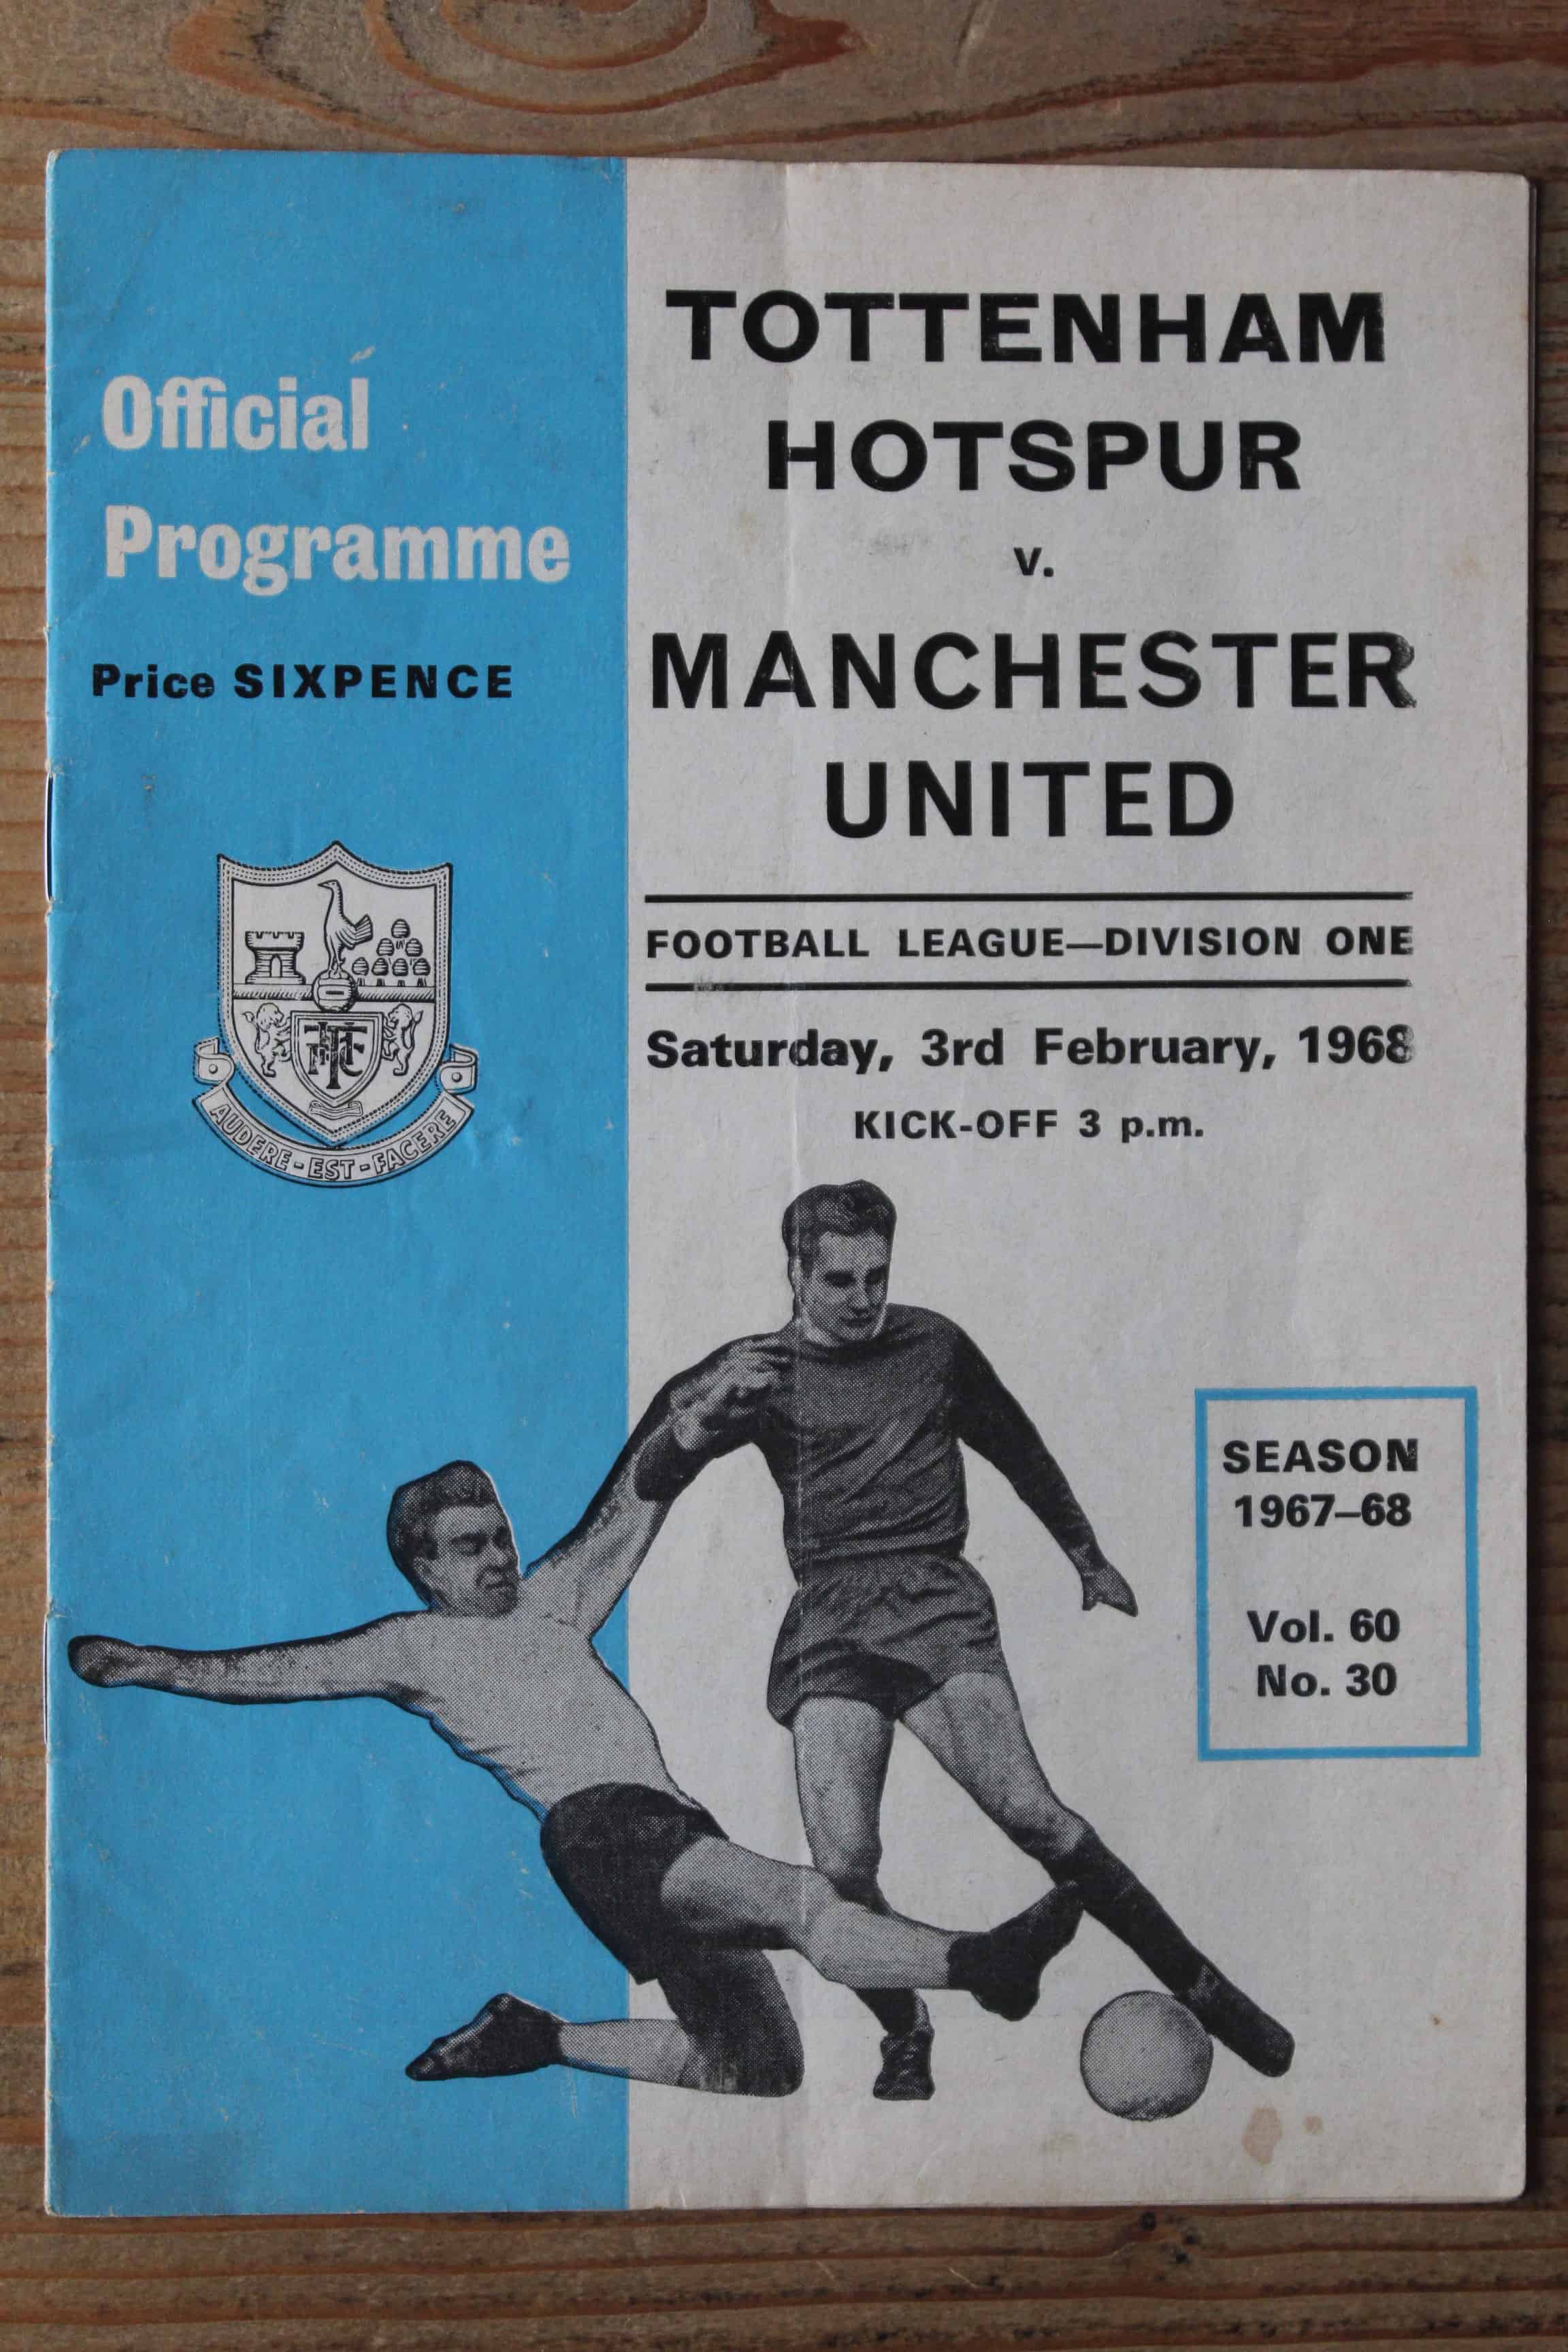 Official
Programme
Price SIXPENCE
AUDERE-EST-FACERE
TOTTENHAM
HOTSPUR
v.
MANCHESTER
UNITED
FOOTBALL LEAGUE—DIVISION ONE
Saturday, 3rd February, 1968
KICK-OFF 3 p.m.
SEASON
1967–68
Vol. 60
No. 30